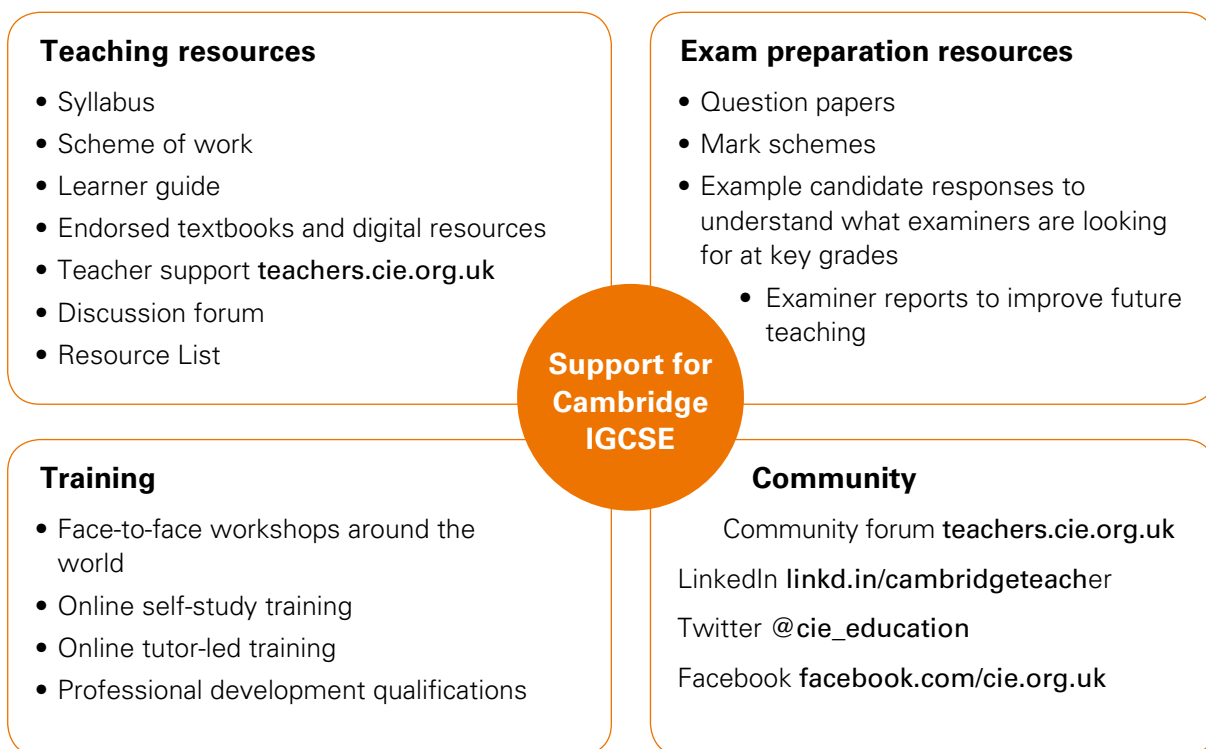 Teaching resources
• Syllabus
• Scheme of work
• Learner guide
• Endorsed textbooks and digital resources
• Teacher support teachers.cie.org.uk
• Discussion forum
• Resource List
Exam preparation resources
• Question papers
• Mark schemes
• Example candidate responses to
understand what examiners are looking
for at key grades
• Examiner reports to improve future
teaching
Support for
Cambridge
IGCSE
Training
• Face-to-face workshops around the
world
• Online self-study training
• Online tutor-led training
• Professional development qualifications
Community
Community forum teachers.cie.org.uk
LinkedIn linkd.in/cambridgeteacher
Twitter @cie_education
Facebook facebook.com/cie.org.uk